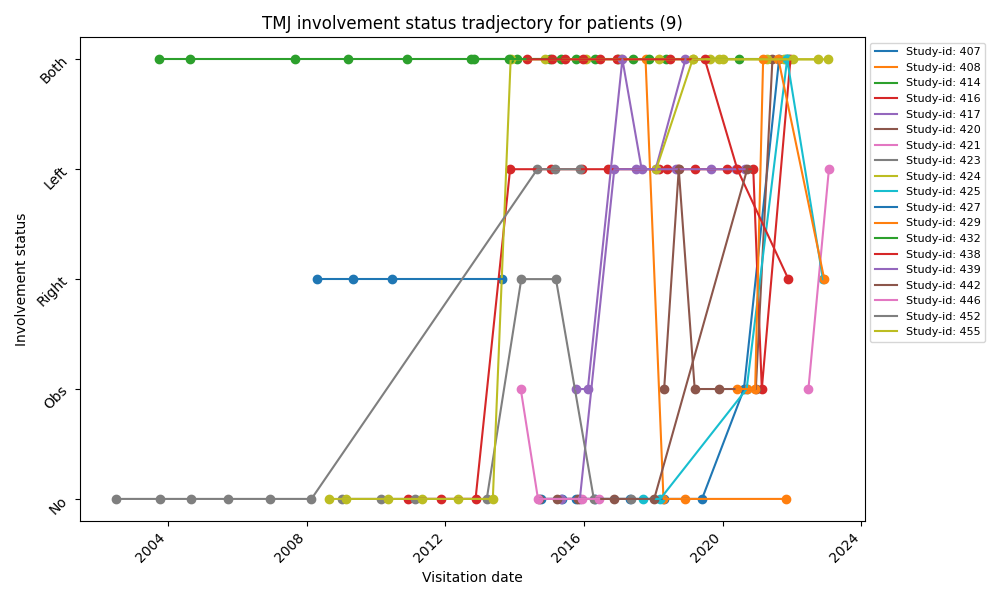 TMJ involvement status tradjectory for patients (9)
Involvement status
Both
Left
Right
Obs
No
2004
2008
2012
2016
2020
2024
Visitation date
Study-id: 407
Study-id: 408
Study-id: 414
Study-id: 416
Study-id: 417
Study-id: 420
Study-id: 421
Study-id: 423
Study-id: 424
Study-id: 425
Study-id: 427
Study-id: 429
Study-id: 432
Study-id: 438
Study-id: 439
Study-id: 442
Study-id: 446
Study-id: 452
Study-id: 455